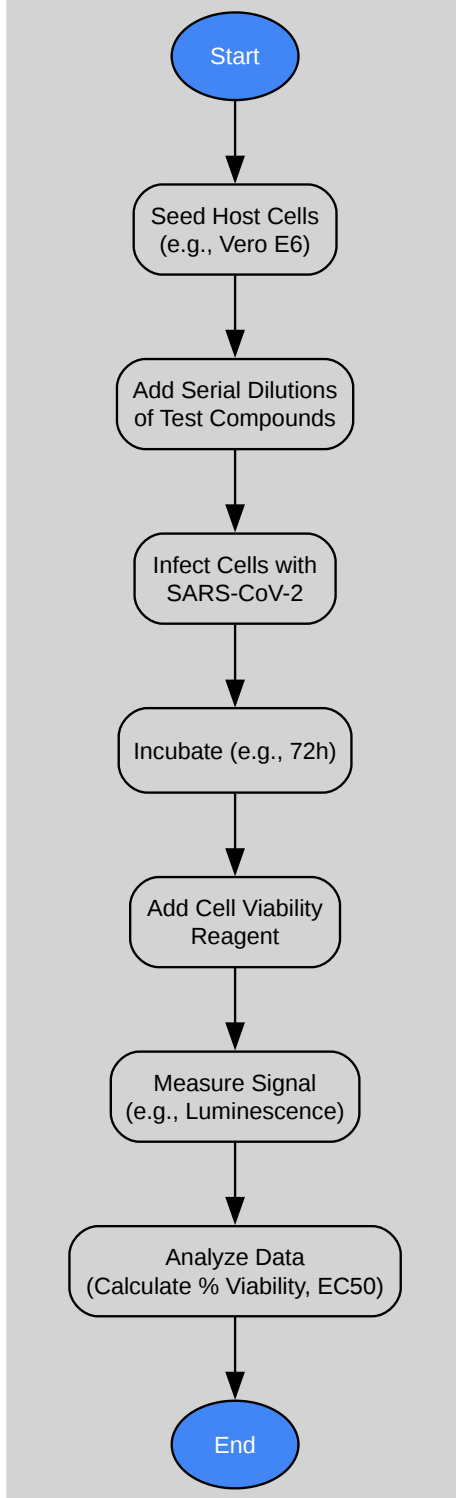 Start
Seed Host Cells
(e.g., Vero E6)
Add Serial Dilutions
of Test Compounds
Infect Cells with
SARS-CoV-2
Incubate (e.g., 72h)
Add Cell Viability
Reagent
Measure Signal
(e.g., Luminescence)
Analyze Data
(Calculate % Viability, EC50)
End